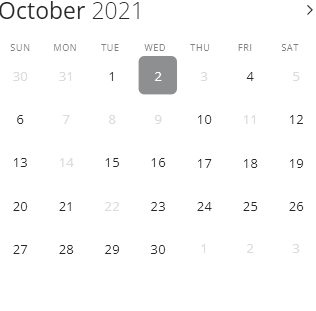 October 2021
SUN MON TUE WED THU FRI SAT
30 31 1 2 3 4 5
6 7 8 9 10 11 12
13 14 15 16 17 18 19
20 21 22 23 24 25 26
27 28 29 30 1 2 3